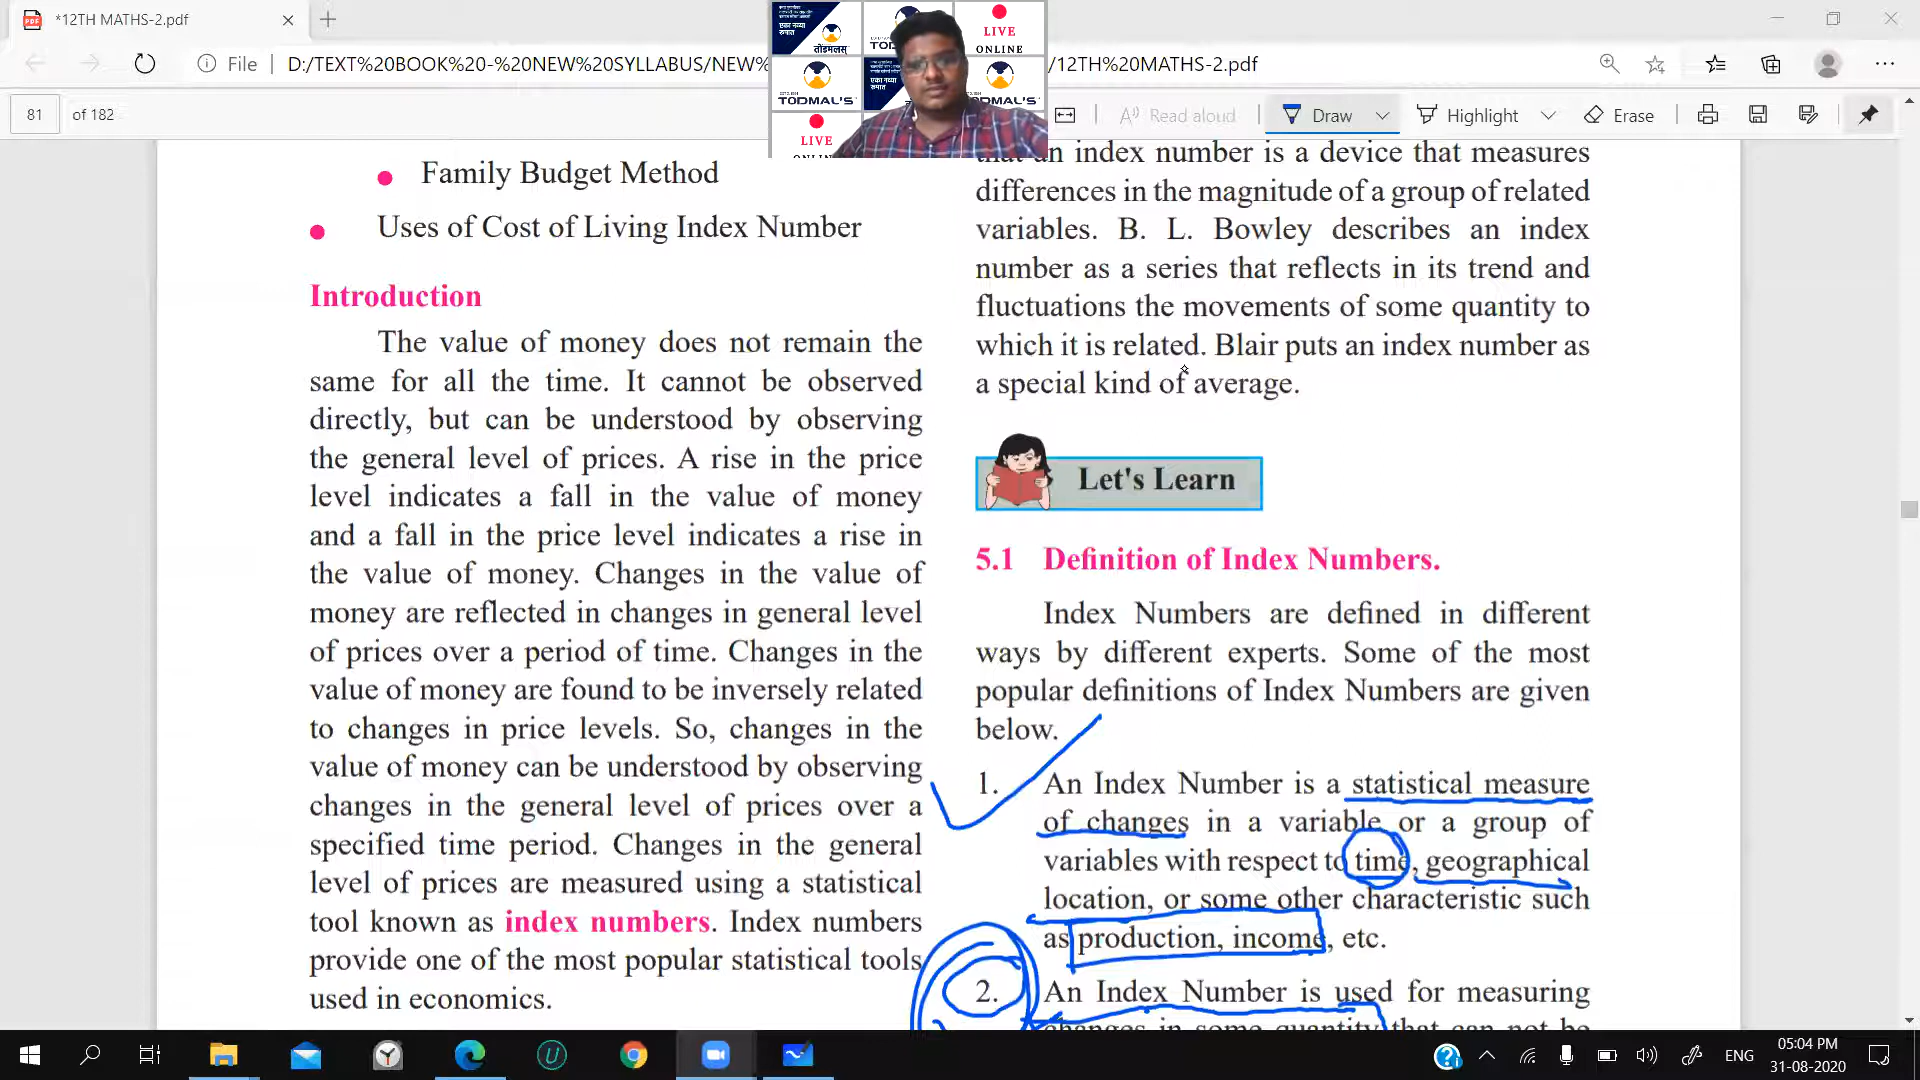 *12TH MATHS-2.pdf
File
D:/TEXT%20BOOK%20-%20NEW%20SYLLABUS/NEW%
/12TH%20MATHS-2.pdf
एका नव्या
रुपात
तोडमलस्
LIVE
ONLINE
TODMAL'S
LIVE
81 of 182
Read aloud
Draw
Highlight
Erase
Family Budget Method
Uses of Cost of Living Index Number
Introduction
The value of money does not remain the
same for all the time. It cannot be observed
directly, but can be understood by observing
the general level of prices. A rise in the price
level indicates a fall in the value of money
and a fall in the price level indicates a rise in
the value of money. Changes in the value of
money are reflected in changes in general level
of prices over a period of time. Changes in the
value of money are found to be inversely related
to changes in price levels. So, changes in the
value of money can be understood by observing
changes in the general level of prices over a
specified time period. Changes in the general
level of prices are measured using a statistical
tool known as index numbers. Index numbers
provide one of the most popular statistical tools
used in economics.
that an index number is a device that measures
differences in the magnitude of a group of related
variables. B. L. Bowley describes an index
number as a series that reflects in its trend and
fluctuations the movements of some quantity to
which it is related. Blair puts an index number as
a special kind of average.
Let's Learn
5.1 Definition of Index Numbers.
Index Numbers are defined in different
ways by different experts. Some of the most
popular definitions of Index Numbers are given
below.
1. An Index Number is a statistical measure
of changes in a variable or a group of
variables with respect to time, geographical
location, or some other characteristic such
as production, income, etc.
2. An Index Number is used for measuring
changes in some quantity that can not be
ENG
05:04 PM
31-08-2020